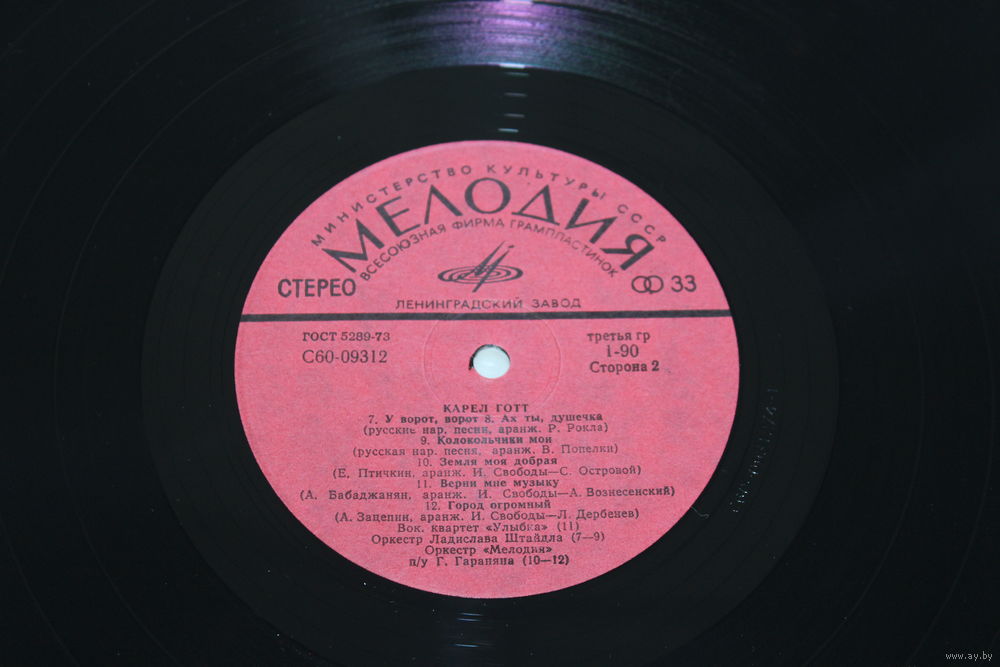 МИНИСТЕРСТВО КУЛЬТУРЫ СССР
МЕЛОДИЯ
ВСЕСОЮЗНАЯ ФИРМА ГРАМПЛАСТИНОК
СТЕРЕО
33
ЛЕНИНГРАДСКИЙ ЗАВОД
ГОСТ 5289-73
третья гр
С60-09312
1-90
Сторона 2
КАРЕЛ ГОТТ
7. У ворот, ворот 8. Ах ты, душечка
(русские нар. песни, аранж. Р. Рокла)
9. Колокольчики мои
(русская нар. песня, аранж. В. Попелки)
10. Земля моя добрая
(Е. Птичкин, аранж. И. Свободы—С. Островой)
11. Верни мне музыку
(А. Бабаджанян, аранж. И. Свободы—А. Вознесенский)
12. Город огромный
(А. Зацепин, аранж. И. Свободы—Л. Дербенев)
Вок. квартет «Улыбка» (11)
Оркестр Ладислава Штайдла (7—9)
Оркестр «Мелодия»
п/у Г. Гараняна (10—12)
www.ay.by